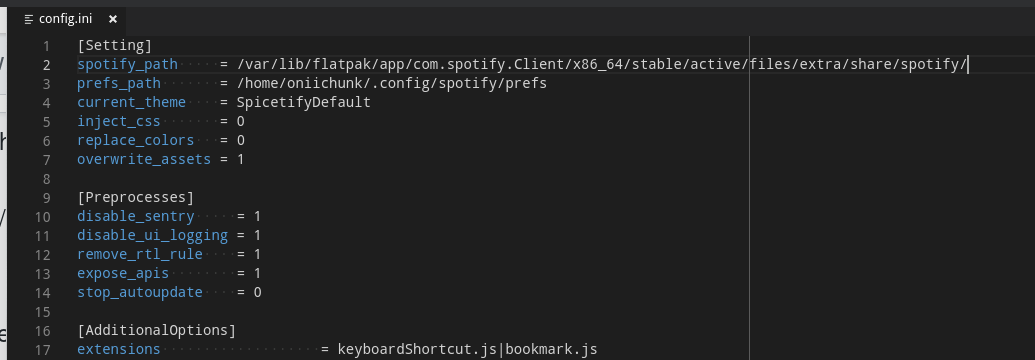 config.ini
1 [Setting]
2 spotify_path = /var/lib/flatpak/app/com.spotify.Client/x86_64/stable/active/files/extra/share/spotify/
3 prefs_path = /home/oniichunk/.config/spotify/prefs
4 current_theme = SpicetifyDefault
5 inject_css = 0
6 replace_colors = 0
7 overwrite_assets = 1
8
9 [Preprocesses]
10 disable_sentry = 1
11 disable_ui_logging = 1
12 remove_rtl_rule = 1
13 expose_apis = 1
14 stop_autoupdate = 0
15
16 [AdditionalOptions]
17 extensions = keyboardShortcut.js|bookmark.js